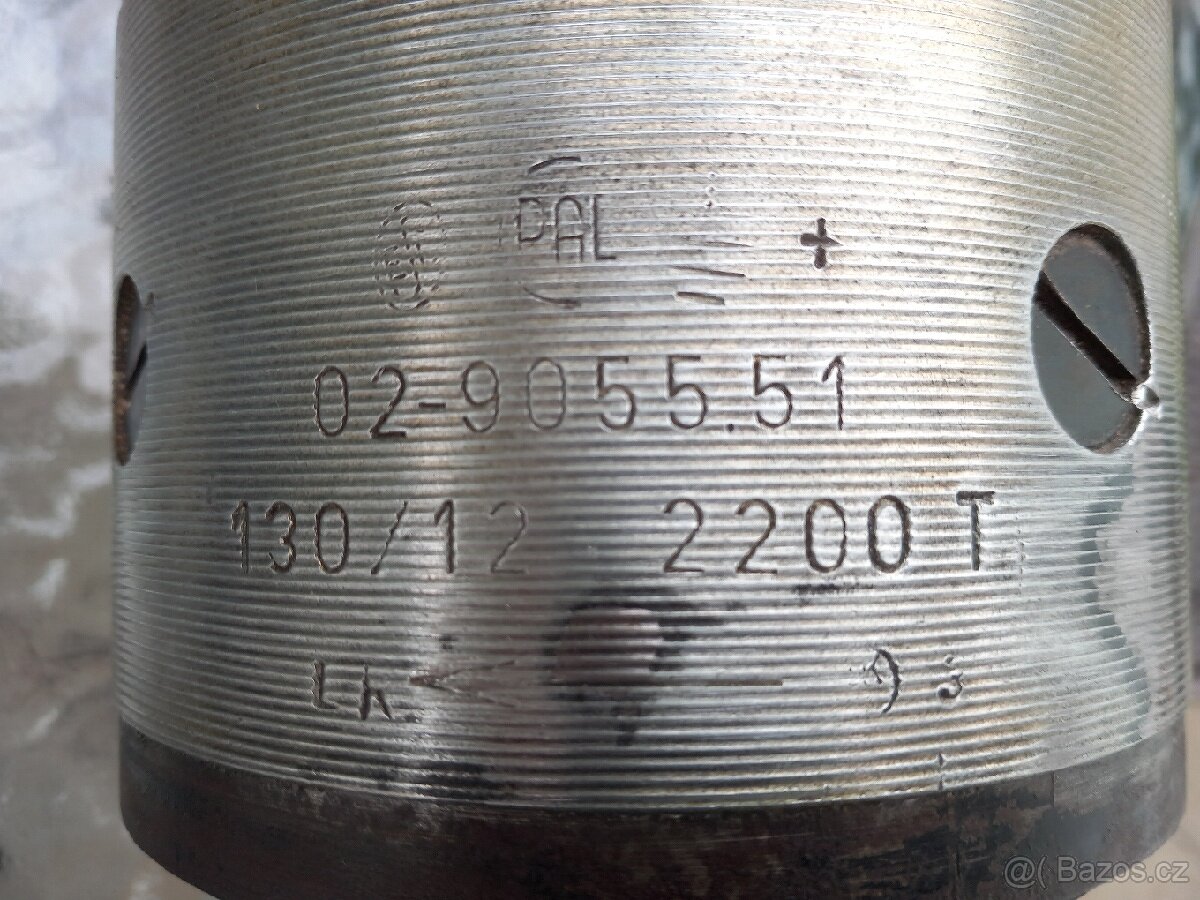 PAL +
02-9055.51
130/12 2200 T
@( Bazos.cz